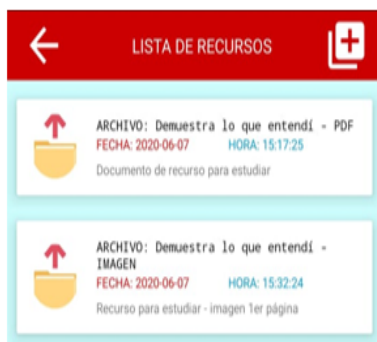 LISTA DE RECURSOS
ARCHIVO: Demuestra lo que entendí - PDF
FECHA: 2020-06-07 HORA: 15:17:25
Documento de recurso para estudiar
ARCHIVO: Demuestra lo que entendí -
IMAGEN
FECHA: 2020-06-07 HORA: 15:32:24
Recurso para estudiar - imagen 1er página